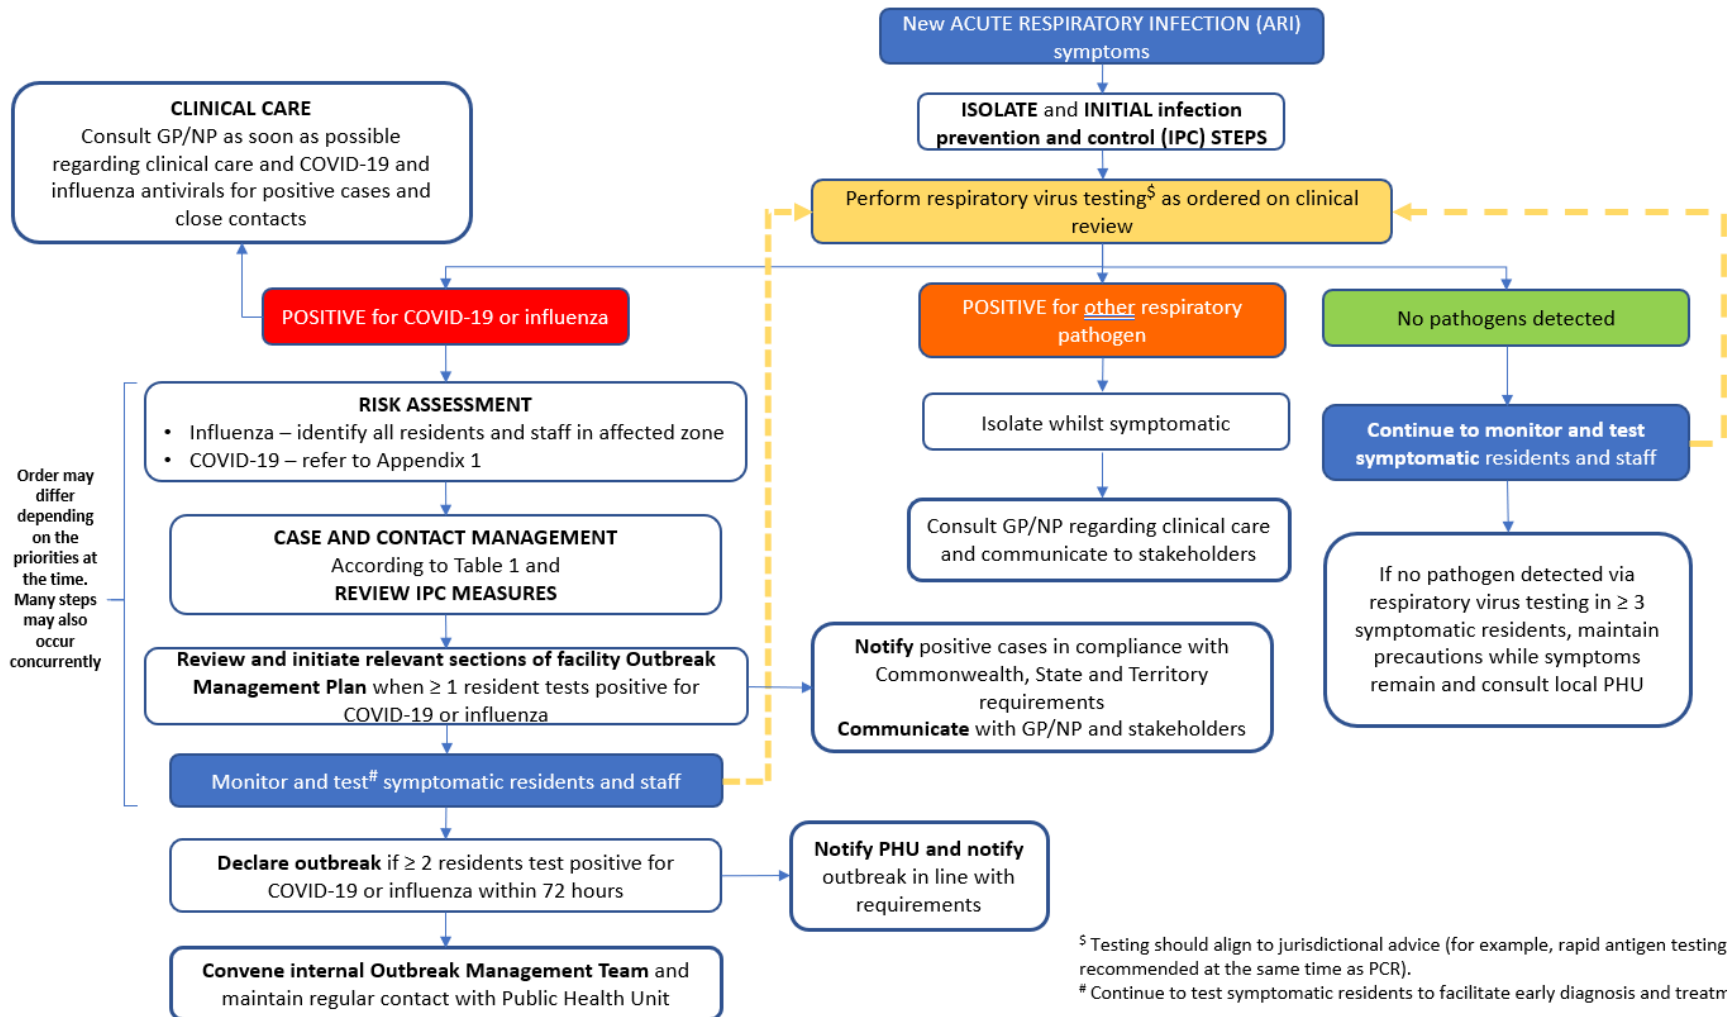 New ACUTE RESPIRATORY INFECTION (ARI)
symptoms
ISOLATE and INITIAL infection
prevention and control (IPC) STEPS
Perform respiratory virus testing$ as ordered on clinical
review
CLINICAL CARE
Consult GP/NP as soon as possible
regarding clinical care and COVID-19 and
influenza antivirals for positive cases and
close contacts
POSITIVE for COVID-19 or influenza
POSITIVE for other respiratory
pathogen
No pathogens detected
RISK ASSESSMENT
• Influenza – identify all residents and staff in affected zone
• COVID-19 – refer to Appendix 1
Isolate whilst symptomatic
Continue to monitor and test
symptomatic residents and staff
Order may
differ
depending
on the
priorities at
the time.
Many steps
may also
occur
concurrently
CASE AND CONTACT MANAGEMENT
According to Table 1 and
REVIEW IPC MEASURES
Consult GP/NP regarding clinical care
and communicate to stakeholders
If no pathogen detected via
respiratory virus testing in ≥ 3
symptomatic residents, maintain
precautions while symptoms
remain and consult local PHU
Review and initiate relevant sections of facility Outbreak
Management Plan when ≥ 1 resident tests positive for
COVID-19 or influenza
Notify positive cases in compliance with
Commonwealth, State and Territory
requirements
Communicate with GP/NP and stakeholders
Monitor and test# symptomatic residents and staff
Declare outbreak if ≥ 2 residents test positive for
COVID-19 or influenza within 72 hours
Notify PHU and notify
outbreak in line with
requirements
Convene internal Outbreak Management Team and
maintain regular contact with Public Health Unit
$ Testing should align to jurisdictional advice (for example, rapid antigen testing
recommended at the same time as PCR).
# Continue to test symptomatic residents to facilitate early diagnosis and treatm